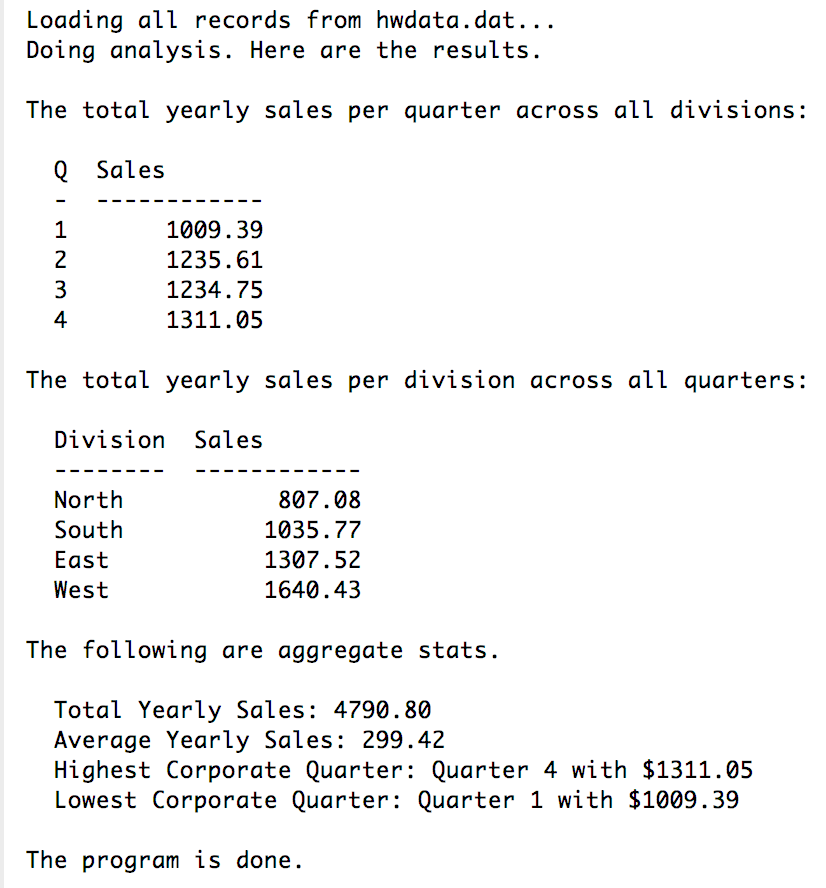 Loading all records from hwdata.dat...
Doing analysis. Here are the results.

The total yearly sales per quarter across all divisions:

  Q  Sales
  -  ------------
  1       1009.39
  2       1235.61
  3       1234.75
  4       1311.05

The total yearly sales per division across all quarters:

  Division  Sales
  --------  ------------
  North           807.08
  South          1035.77
  East           1307.52
  West           1640.43

The following are aggregate stats.

  Total Yearly Sales: 4790.80
  Average Yearly Sales: 299.42
  Highest Corporate Quarter: Quarter 4 with $1311.05
  Lowest Corporate Quarter: Quarter 1 with $1009.39

The program is done.